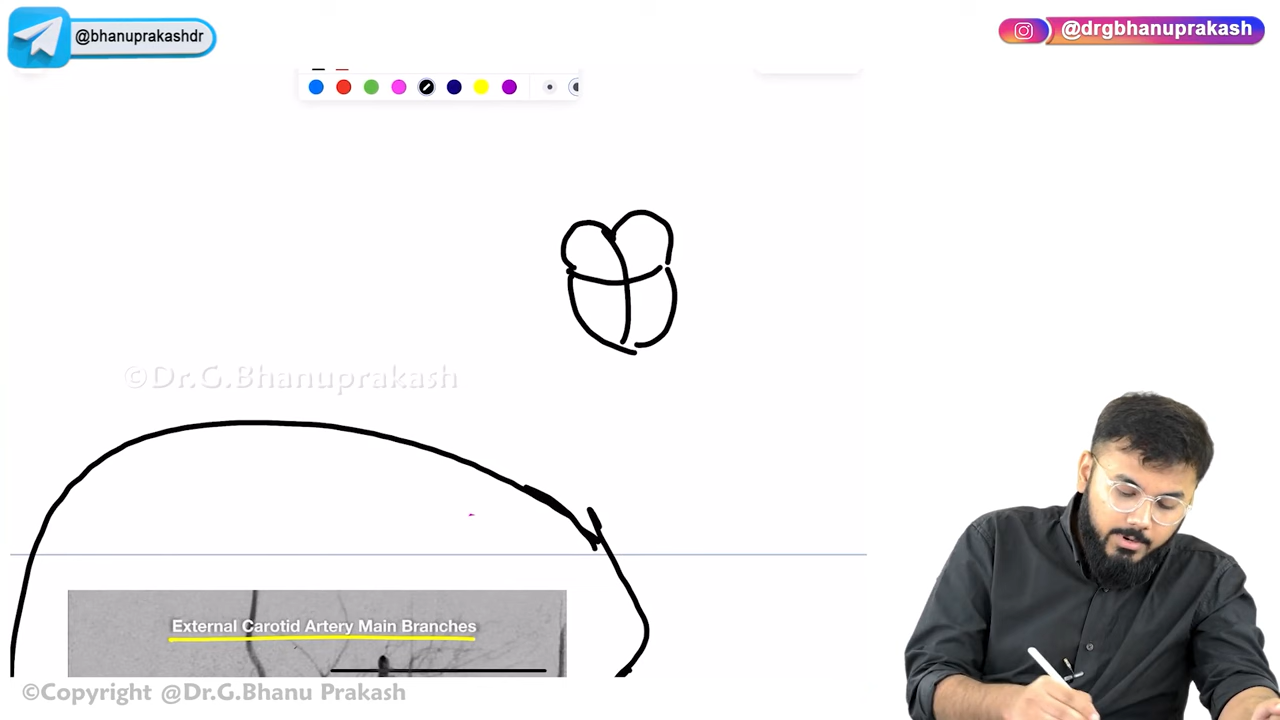 @bhanuprakashdr
@drgbhanuprakash
©Dr.G.Bhanuprakash
External Carotid Artery Main Branches
©Copyright @Dr.G.Bhanu Prakash